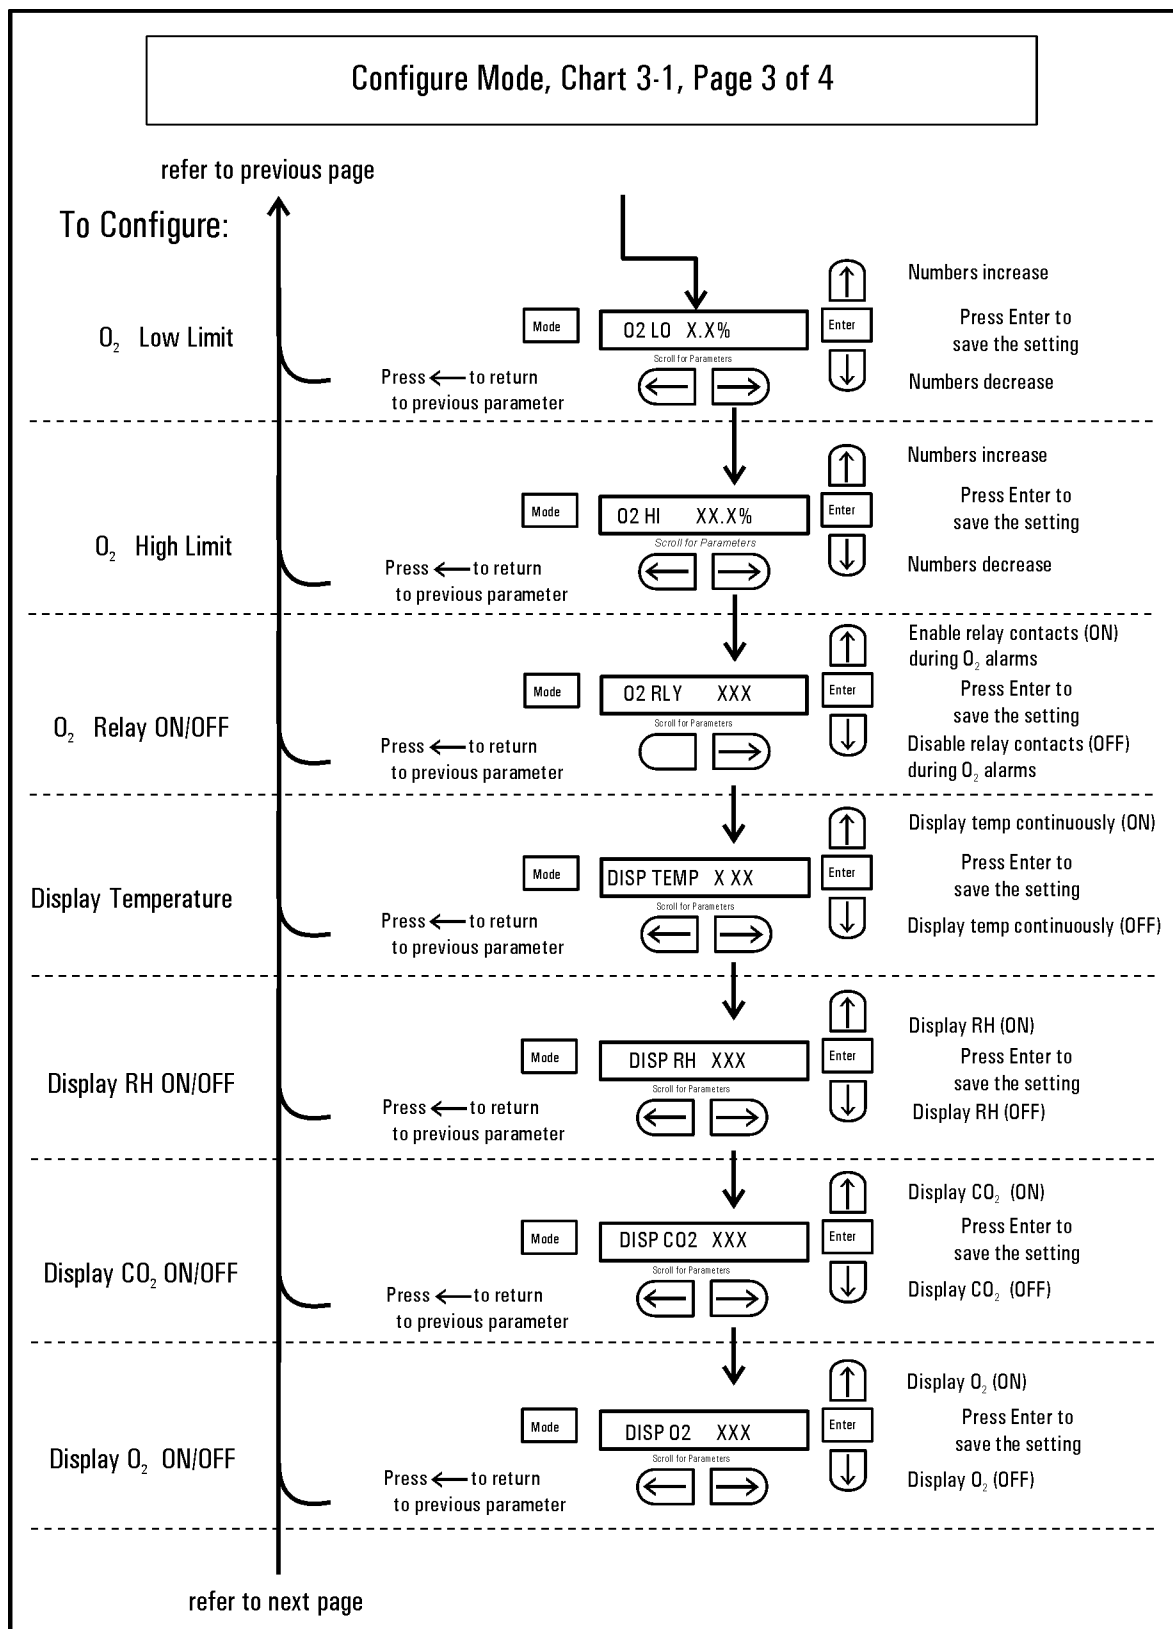 Configure Mode, Chart 3-1, Page 3 of 4
refer to previous page
To Configure:
O₂ Low Limit
Mode
O2 LO X.X%
Scroll for Parameters
Press ← to return
to previous parameter
↑
Enter
↓
Numbers increase
Press Enter to
save the setting
Numbers decrease
O₂ High Limit
Mode
O2 HI XX.X%
Scroll for Parameters
Press ← to return
to previous parameter
Enter
Numbers increase
Press Enter to
save the setting
Numbers decrease
O₂ Relay ON/OFF
Mode
O2 RLY XXX
Scroll for Parameters
Press ← to return
to previous parameter
Enter
Enable relay contacts (ON)
during O₂ alarms
Press Enter to
save the setting
Disable relay contacts (OFF)
during O₂ alarms
Display Temperature
Mode
DISP TEMP X XX
Scroll for Parameters
Press ← to return
to previous parameter
Enter
Display temp continuously (ON)
Press Enter to
save the setting
Display temp continuously (OFF)
Display RH ON/OFF
Mode
DISP RH XXX
Scroll for Parameters
Press ← to return
to previous parameter
Enter
Display RH (ON)
Press Enter to
save the setting
Display RH (OFF)
Display CO₂ ON/OFF
Mode
DISP CO2 XXX
Scroll for Parameters
Press ← to return
to previous parameter
Enter
Display CO₂ (ON)
Press Enter to
save the setting
Display CO₂ (OFF)
Display O₂ ON/OFF
Mode
DISP O2 XXX
Scroll for Parameters
Press ← to return
to previous parameter
Enter
Display O₂ (ON)
Press Enter to
save the setting
Display O₂ (OFF)
refer to next page